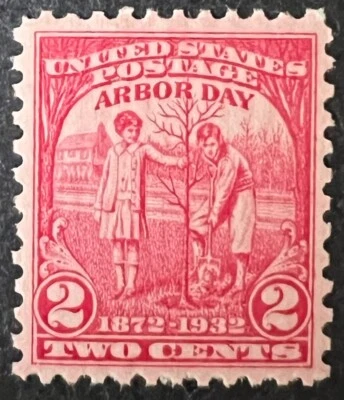 UNITED STATES
POSTAGE
ARBOR DAY
2 2
1872-1932
TWO CENTS